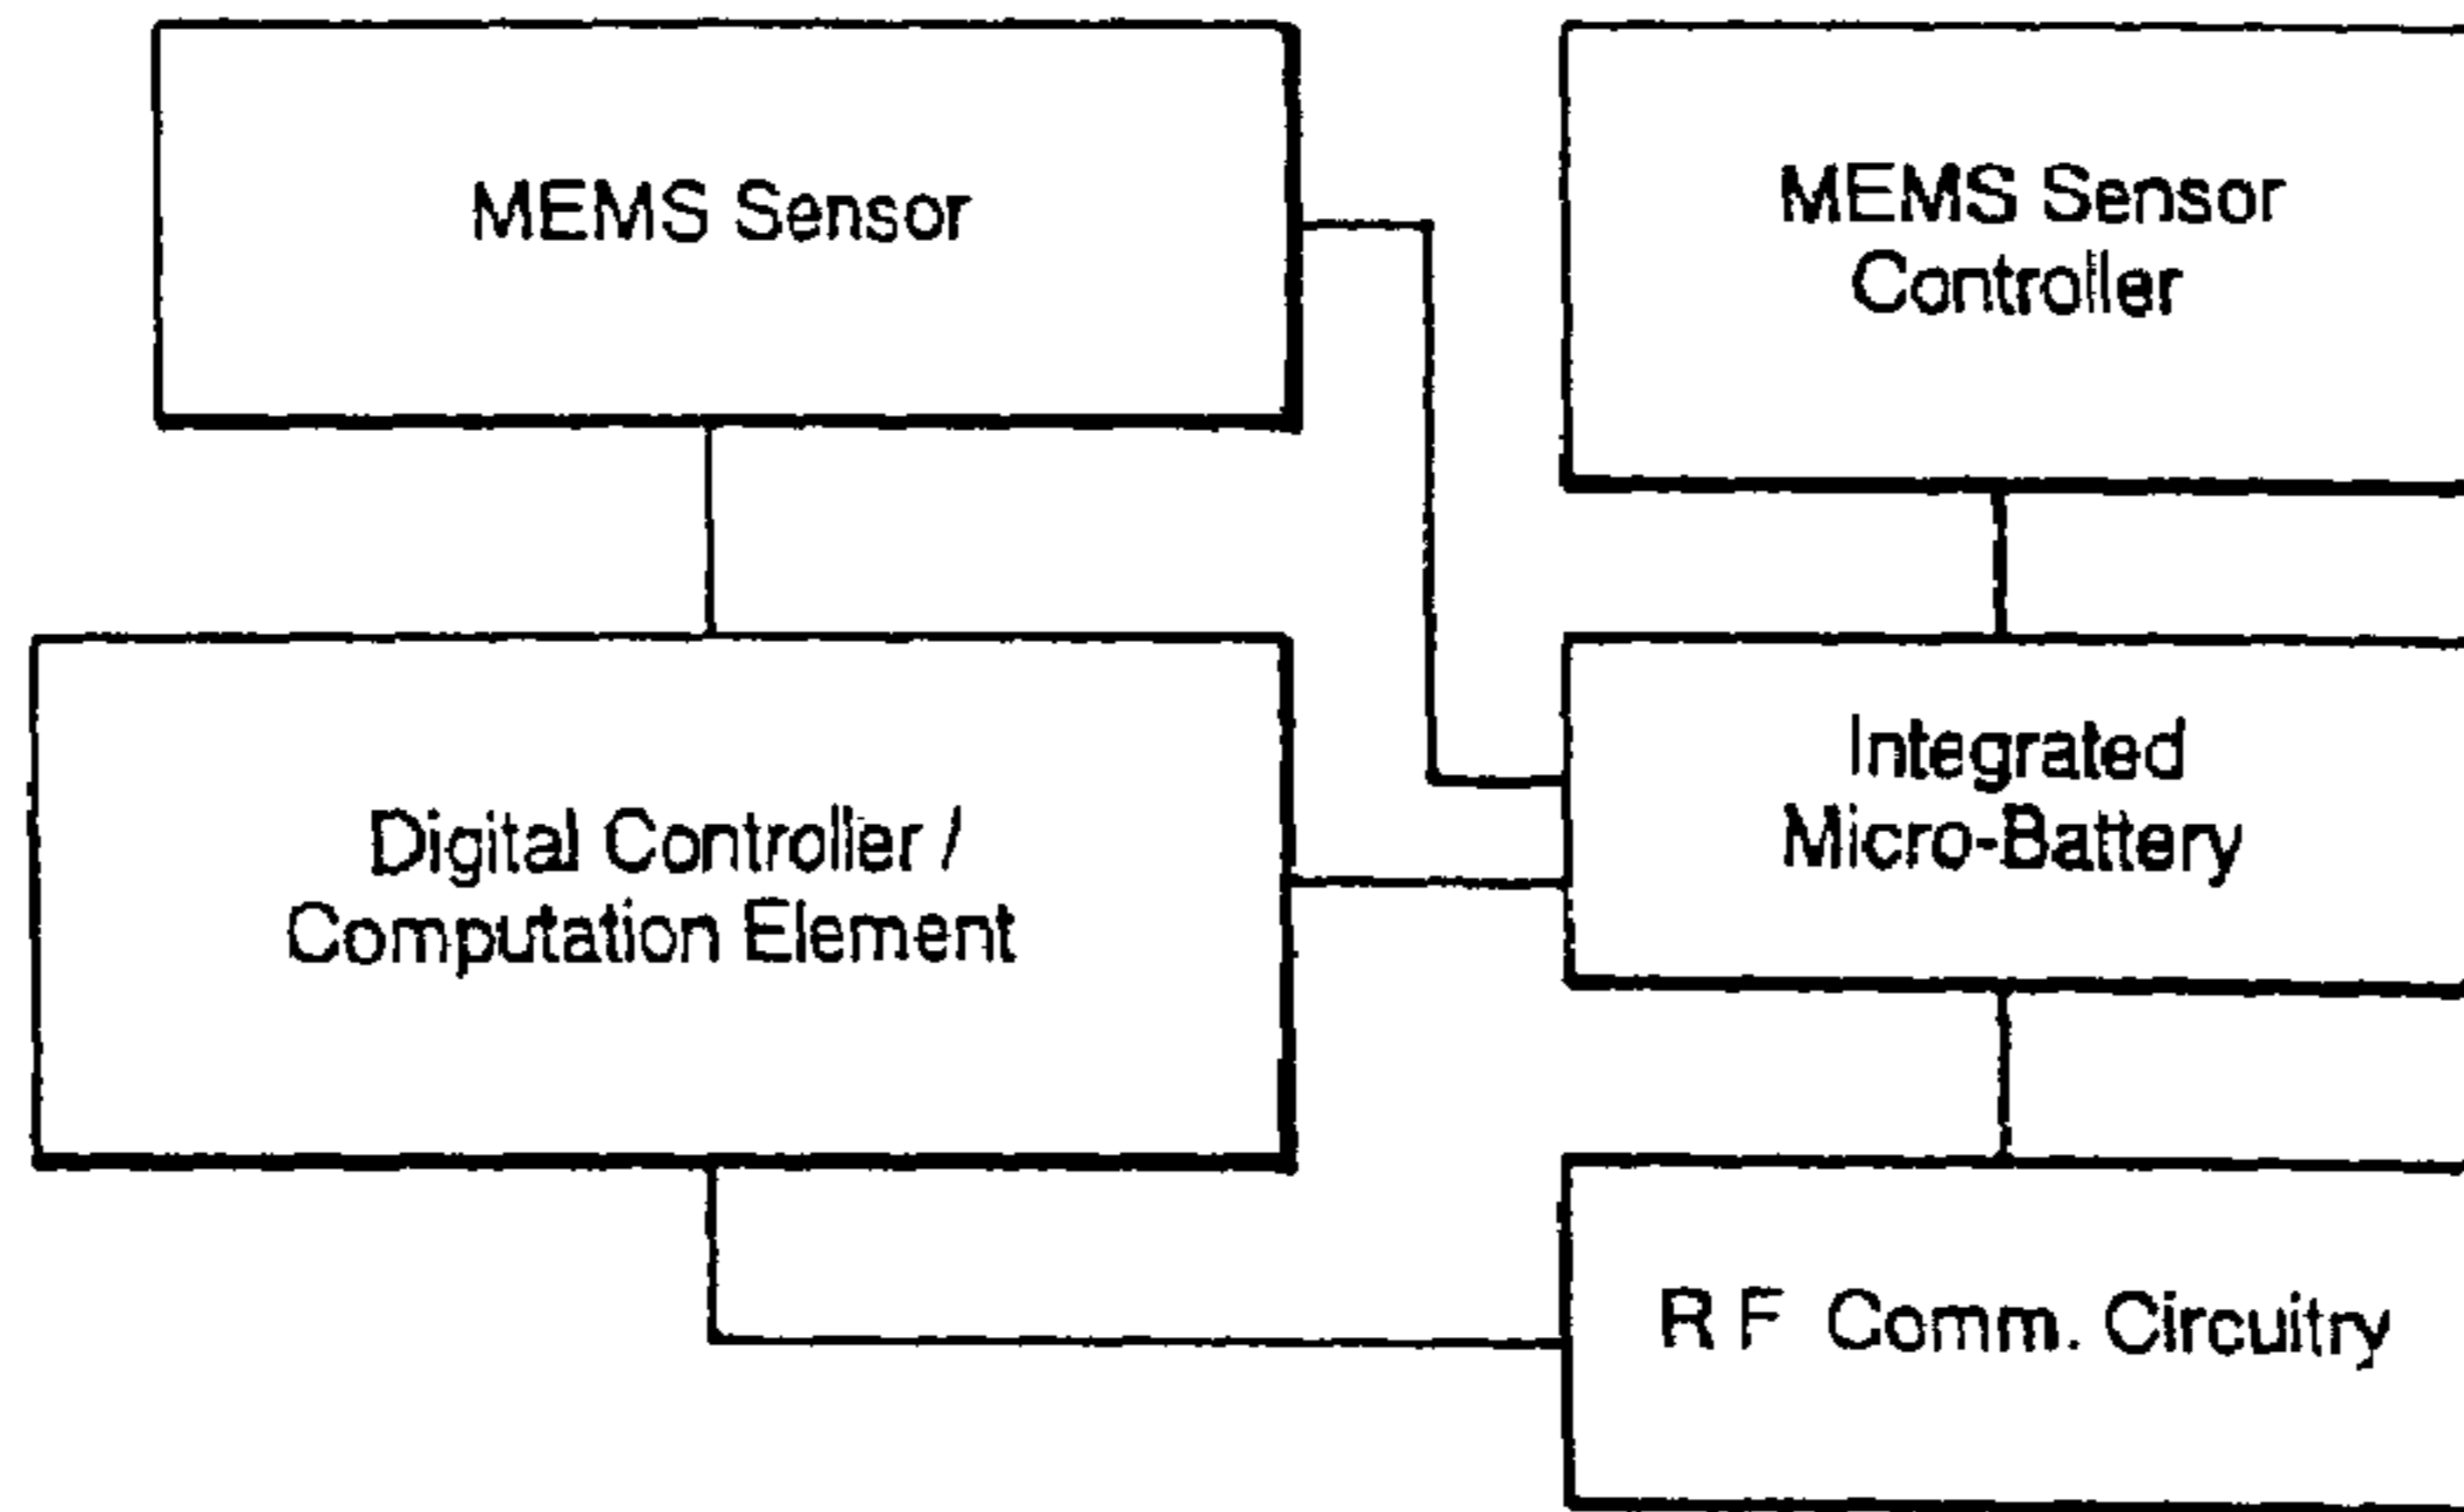 MEMS Sensor
MEMS Sensor
Controller
Digital Controller /
Computation Element
Integrated
Micro-Battery
R F Comm. Circuitry